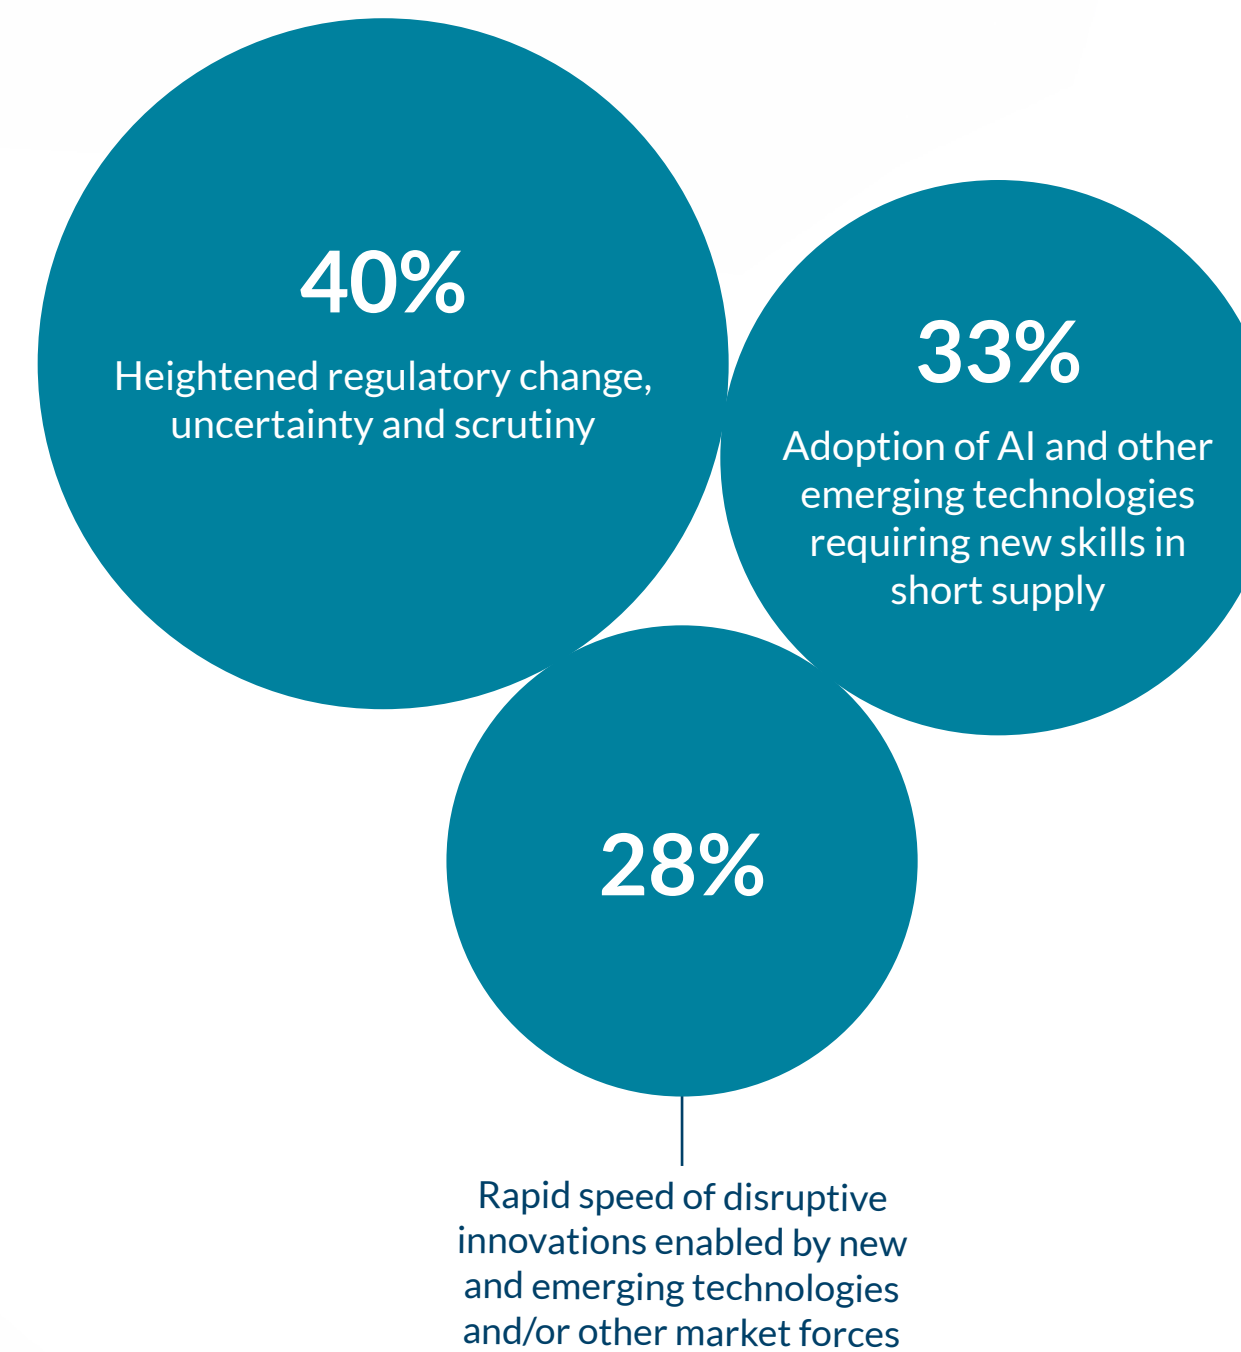 40%
Heightened regulatory change,
uncertainty and scrutiny
33%
Adoption of AI and other
emerging technologies
requiring new skills in
short supply
28%
Rapid speed of disruptive
innovations enabled by new
and emerging technologies
and/or other market forces